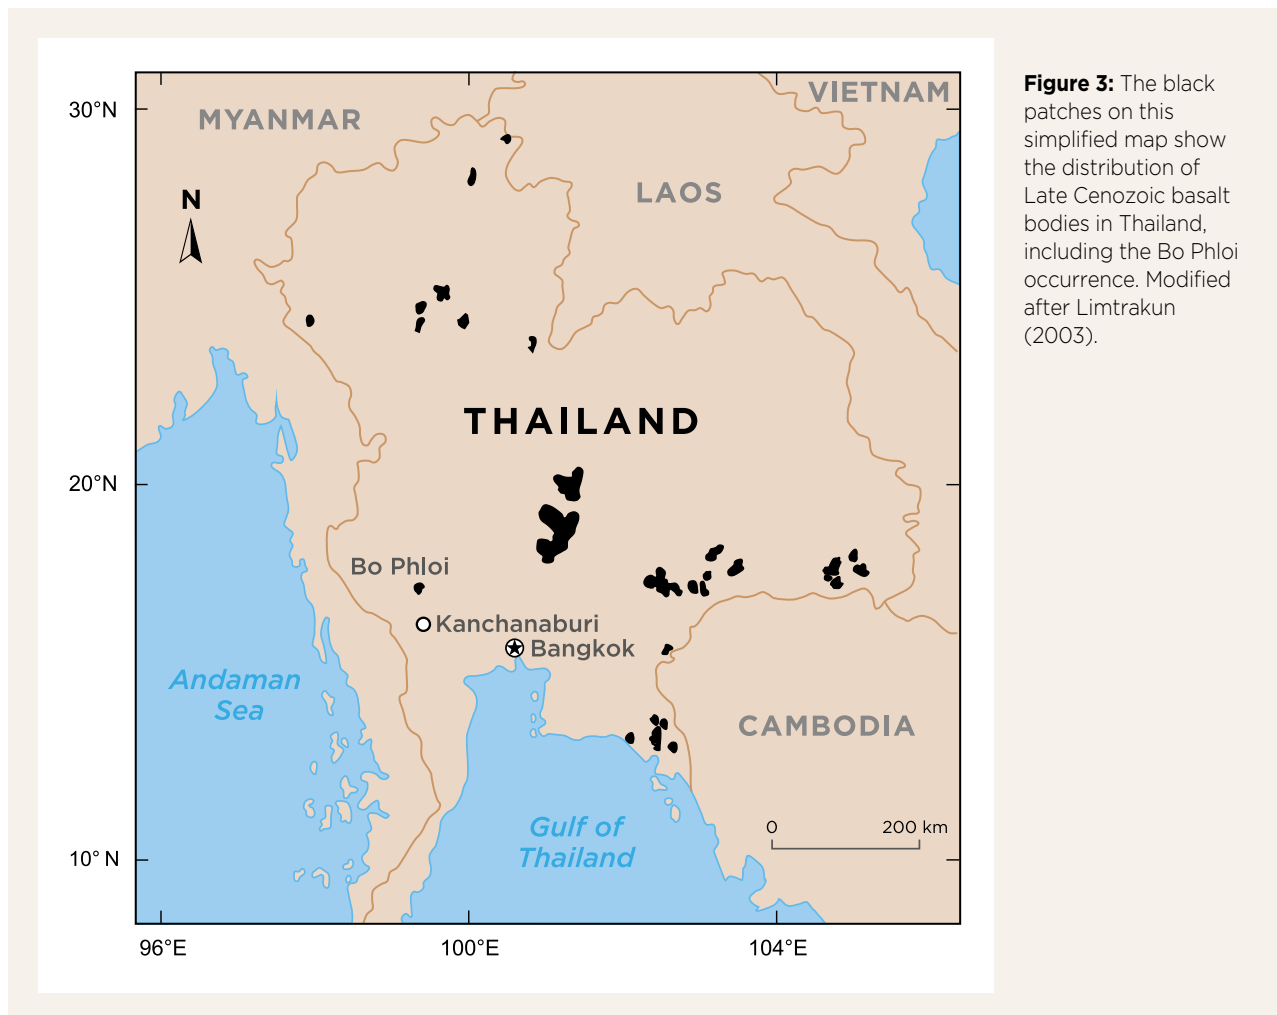 30°N
MYANMAR
VIETNAM
LAOS
N
THAILAND
20°N
Bo Phloi
Kanchanaburi
Bangkok
Andaman
Sea
CAMBODIA
Gulf of
Thailand
0 200 km
10° N
96°E 100°E 104°E
Figure 3: The black
patches on this
simplified map show
the distribution of
Late Cenozoic basalt
bodies in Thailand,
including the Bo Phloi
occurrence. Modified
after Limtrakun
(2003).